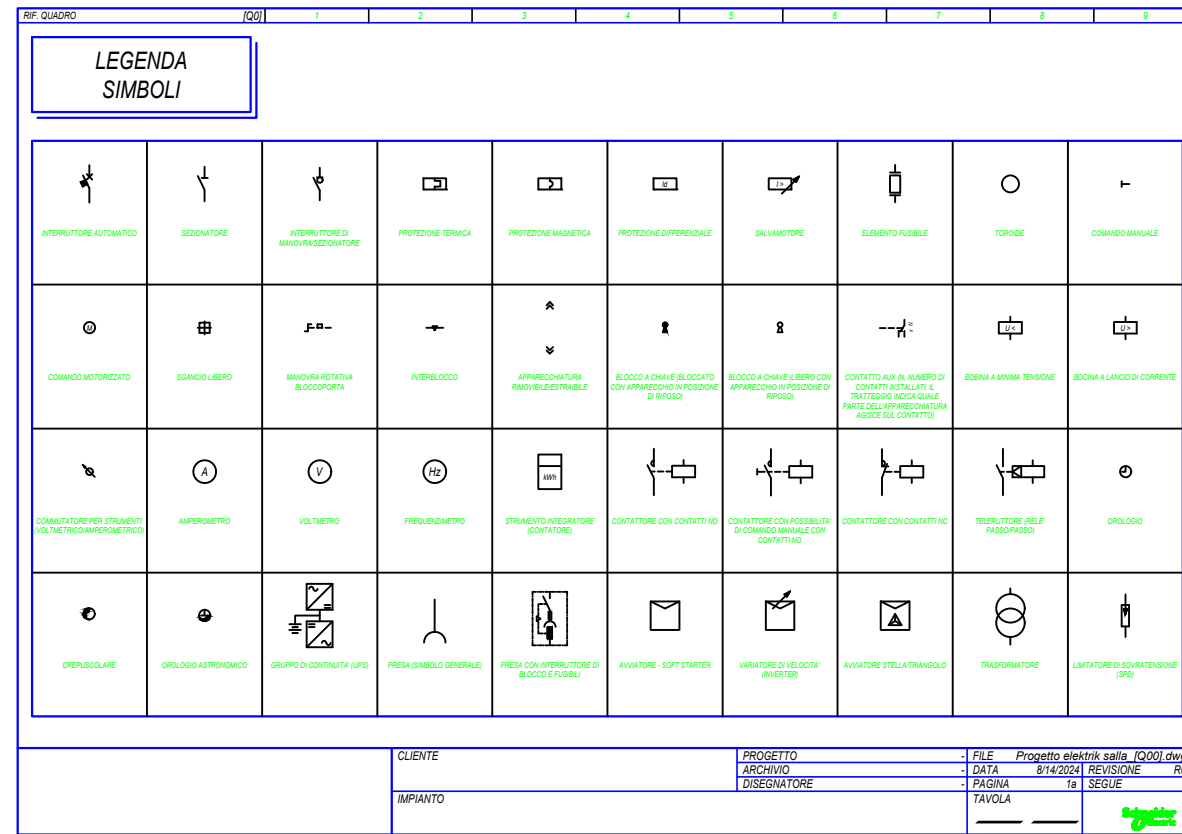 RIF. QUADRO [Q0] 1 2 3 4 5 6 7 8 9
LEGENDA
SIMBOLI
Id
I >
INTERRUTTORE AUTOMATICO
SEZIONATORE
INTERRUTTORE DI
MANOVRA/SEZIONATORE
PROTEZIONE TERMICA
PROTEZIONE MAGNETICA
PROTEZIONE DIFFERENZIALE
SALVAMOTORE
ELEMENTO FUSIBILE
TOROIDE
COMANDO MANUALE
M
U <
U >
COMANDO MOTORIZZATO
SGANCIO LIBERO
MANOVRA ROTATIVA
BLOCCOPORTA
INTERBLOCCO
APPARECCHIATURA
RIMOVIBILE/ESTRAIBILE
BLOCCO A CHIAVE (BLOCCATO
CON APPARECCHIO IN POSIZIONE
DI RIPOSO)
BLOCCO A CHIAVE (LIBERO CON
APPARECCHIO IN POSIZIONE DI
RIPOSO)
CONTATTO AUX (N. NUMERO DI
CONTATTI INSTALLATI, IL
TRATTEGGIO INDICA QUALE
PARTE DELL'APPARECCHIATURA
AGISCE SUL CONTATTO)
BOBINA A MINIMA TENSIONE
BOCINA A LANCIO DI CORRENTE
A
V
Hz
kWh
COMMUTATORE PER STRUMENTI
(VOLTMETRICO/AMPEROMETRICO)
AMPEROMETRO
VOLTMETRO
FREQUENZIMETRO
STRUMENTO INTEGRATORE
(CONTATORE)
CONTATTORE CON CONTATTI NO
CONTATTORE CON POSSIBILITA'
DI COMANDO MANUALE CON
CONTATTI NO
CONTATTORE CON CONTATTI NC
TELERUTTORE (RELE'
PASSO/PASSO)
OROLOGIO
CREPUSCOLARE
OROLOGIO ASTRONOMICO
GRUPPO DI CONTINUITA' (UPS)
PRESA (SIMBOLO GENERALE)
PRESA CON INTERRUTTORE DI
BLOCCO E FUSIBILI
AVVIATORE - SOFT STARTER
VARIATORE DI VELOCITA'
(INVERTER)
AVVIATORE STELLA/TRIANGOLO
TRASFORMATORE
LIMITATORE DI SOVRATENSIONE
(SPD)
CLIENTE
IMPIANTO
PROGETTO -
ARCHIVIO -
DISEGNATORE -
FILE Progetto elektrik salla_[Q00].dwg
DATA 8/14/2024 REVISIONE
PAGINA 1a SEGUE
TAVOLA
Schneider
Electric